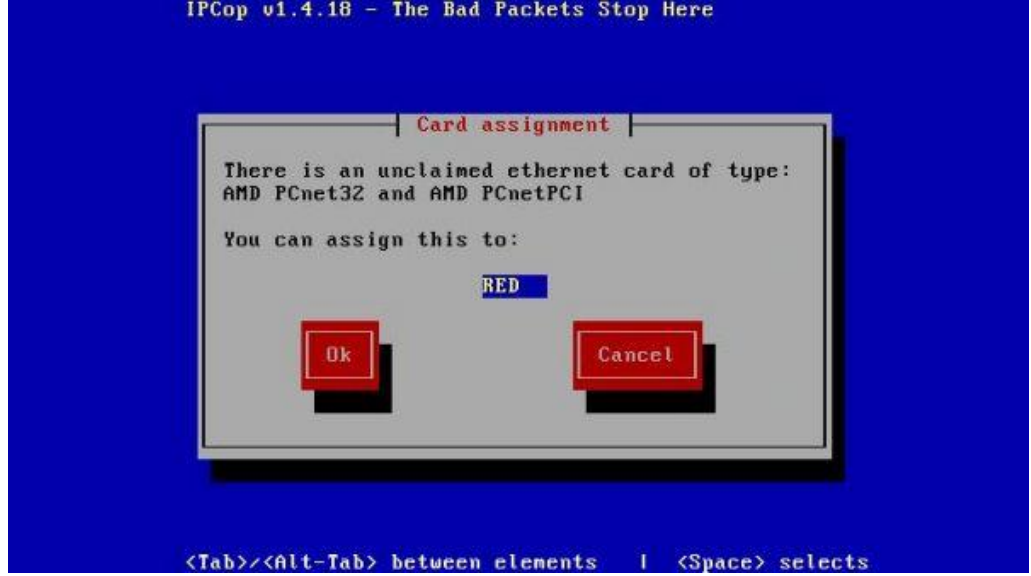 IPCop v1.4.18 - The Bad Packets Stop Here
Card assignment
There is an unclaimed ethernet card of type:
AMD PCnet32 and AMD PCnetPCI
You can assign this to:
RED
Ok Cancel
<Tab>/<Alt-Tab> between elements | <Space> selects